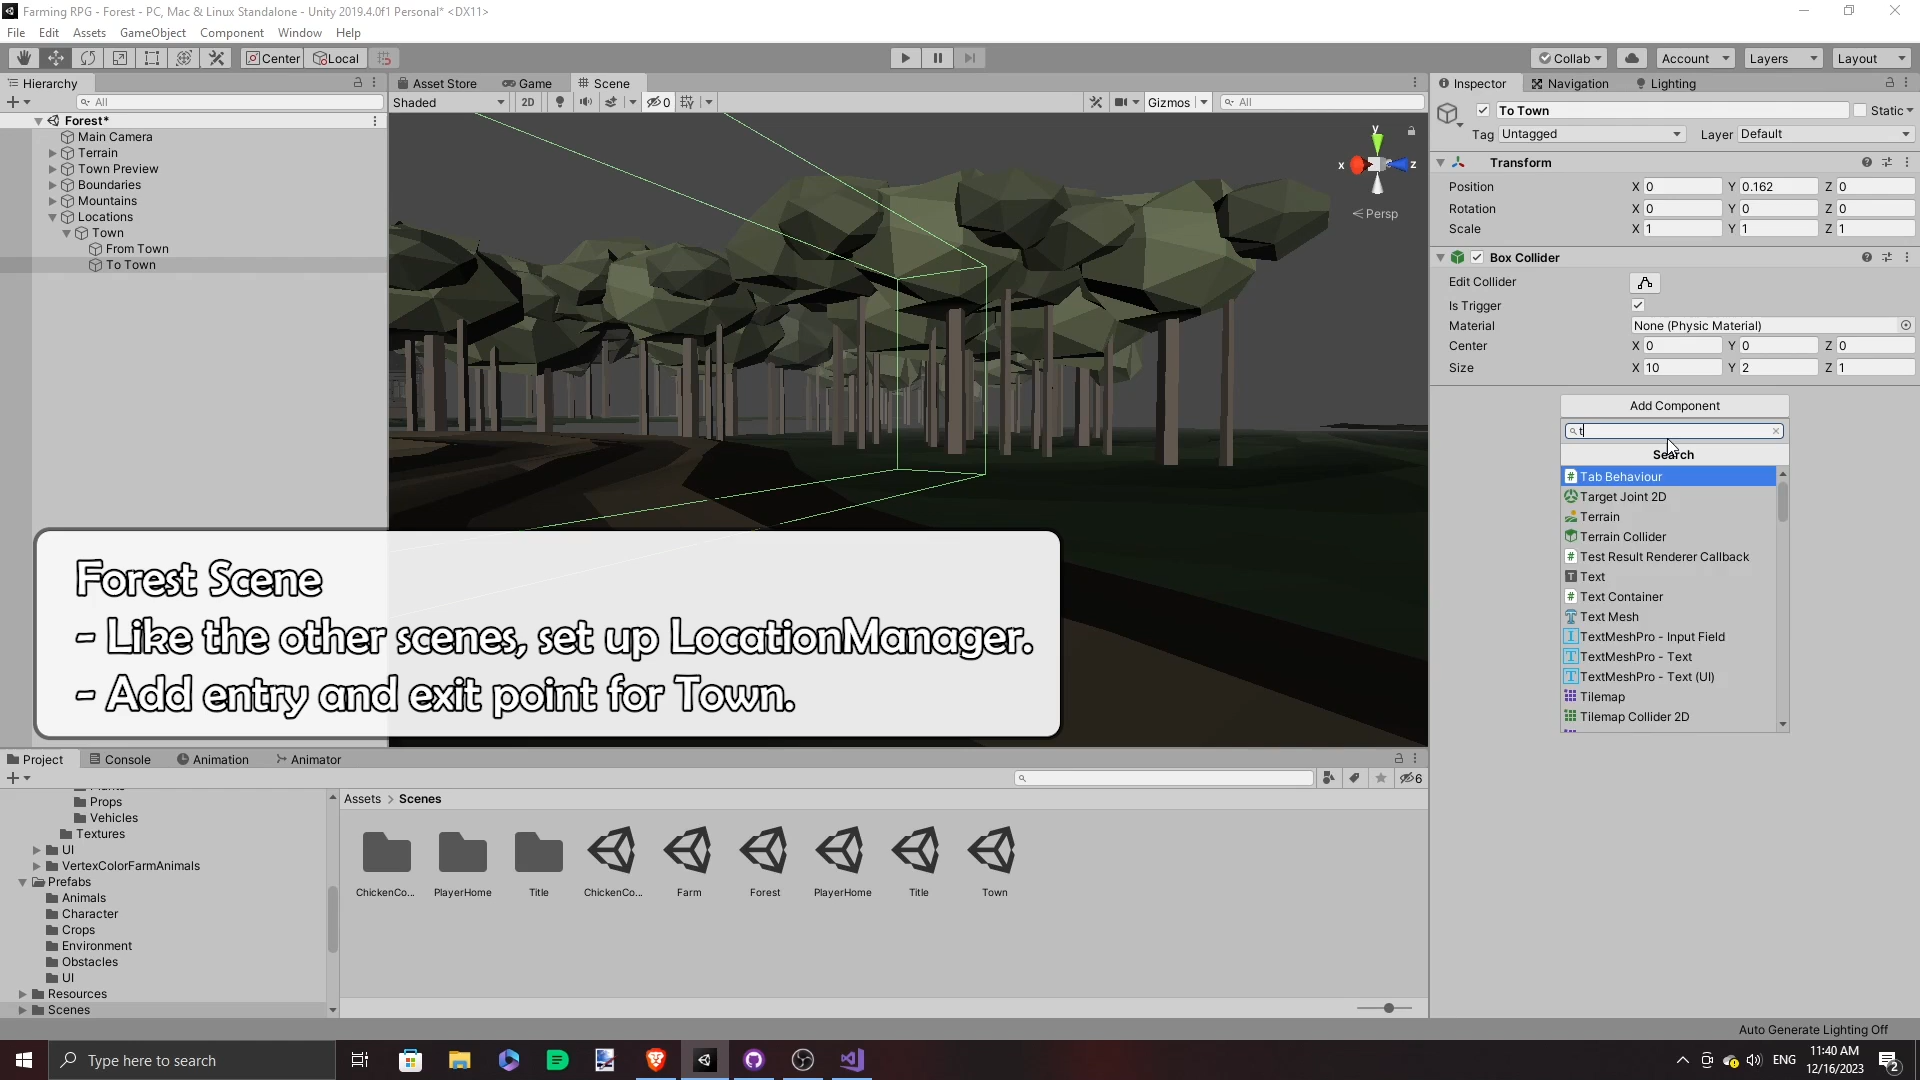 Farming RPG - Forest - PC, Mac & Linux Standalone - Unity 2019.4.0f1 Personal* <DX11>
File Edit Assets GameObject Component Window Help
Center Local Collab Account Layers Layout
Hierarchy
All
Forest*
Main Camera
Terrain
Town Preview
Boundaries
Mountains
Locations
Town
From Town
To Town
Asset Store Game Scene
Shaded 2D 0 Gizmos All
y
x z
Persp
Inspector Navigation Lighting
To Town Static
Tag Untagged Layer Default
Transform
Position X 0 Y 0.162 Z 0
Rotation X 0 Y 0 Z 0
Scale X 1 Y 1 Z 1
Box Collider
Edit Collider
Is Trigger
Material None (Physic Material)
Center X 0 Y 0 Z 0
Size X 10 Y 2 Z 1
Add Component
t
Search
Tab Behaviour
Target Joint 2D
Terrain
Terrain Collider
Test Result Renderer Callback
Text
Text Container
Text Mesh
TextMeshPro - Input Field
TextMeshPro - Text
TextMeshPro - Text (UI)
Tilemap
Tilemap Collider 2D
Forest Scene
- Like the other scenes, set up LocationManager.
- Add entry and exit point for Town.
Project Console Animation Animator
6
Props
Vehicles
Textures
UI
VertexColorFarmAnimals
Prefabs
Animals
Character
Crops
Environment
Obstacles
UI
Resources
Scenes
Assets > Scenes
ChickenCo... PlayerHome Title ChickenCo... Farm Forest PlayerHome Title Town
Auto Generate Lighting Off
Type here to search
ENG
11:40 AM
12/16/2023
2